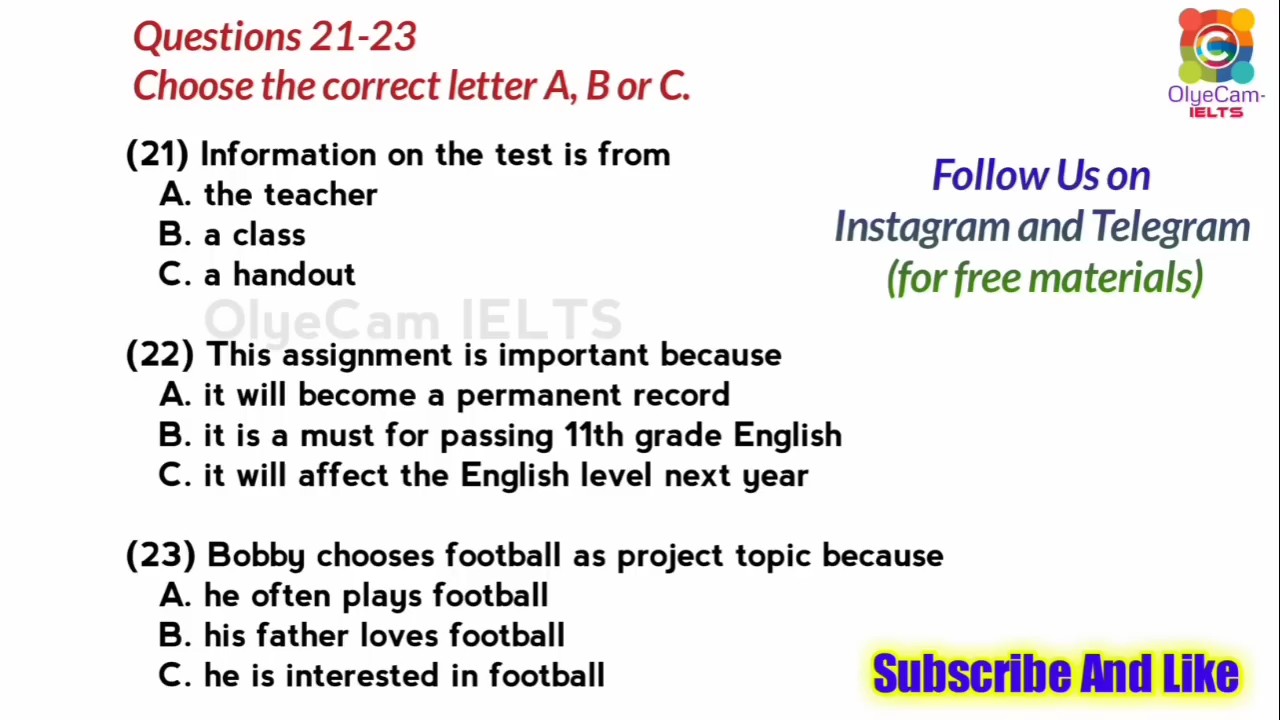 Questions 21-23
Choose the correct letter A, B or C.
OlyeCam-
IELTS
(21) Information on the test is from
A. the teacher
B. a class
C. a handout
Follow Us on
Instagram and Telegram
(for free materials)
OlyeCam IELTS
(22) This assignment is important because
A. it will become a permanent record
B. it is a must for passing 11th grade English
C. it will affect the English level next year
(23) Bobby chooses football as project topic because
A. he often plays football
B. his father loves football
C. he is interested in football
Subscribe And Like